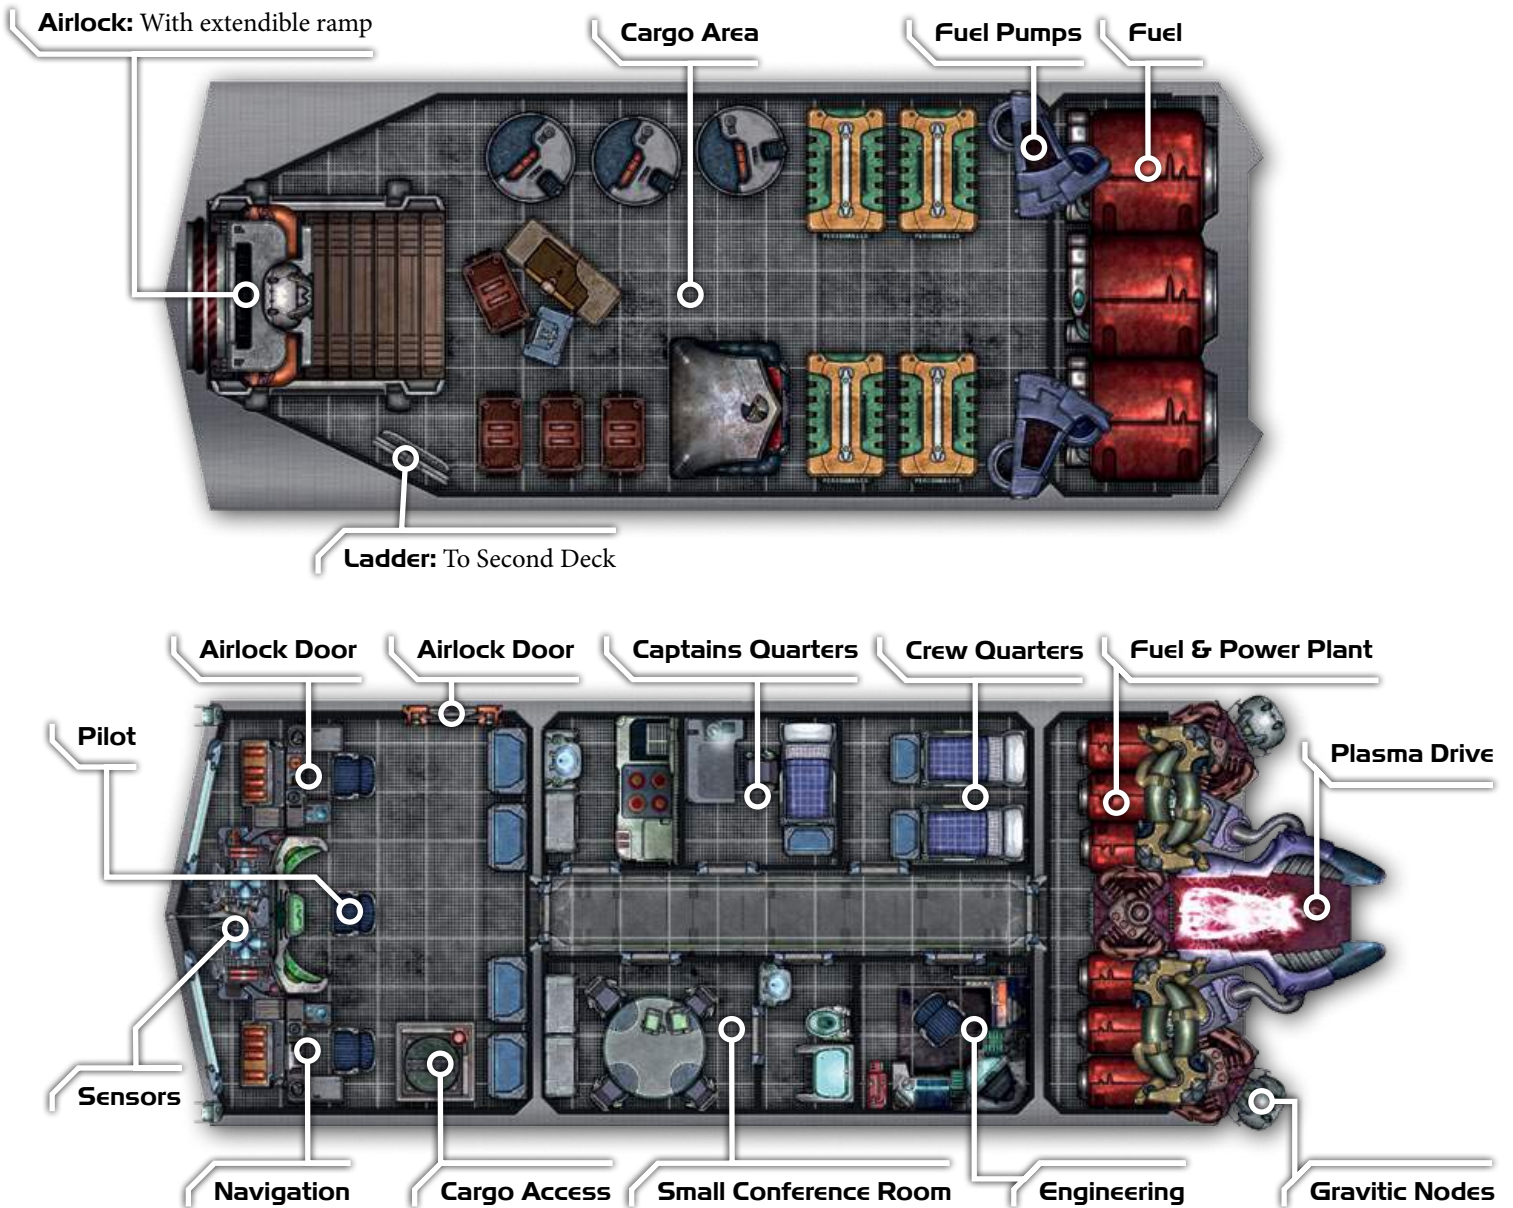 Airlock: With extendible ramp
Cargo Area
Fuel Pumps
Fuel
Ladder: To Second Deck
Airlock Door
Airlock Door
Captains Quarters
Crew Quarters
Fuel & Power Plant
Pilot
Plasma Drive
Sensors
Navigation
Cargo Access
Small Conference Room
Engineering
Gravitic Nodes